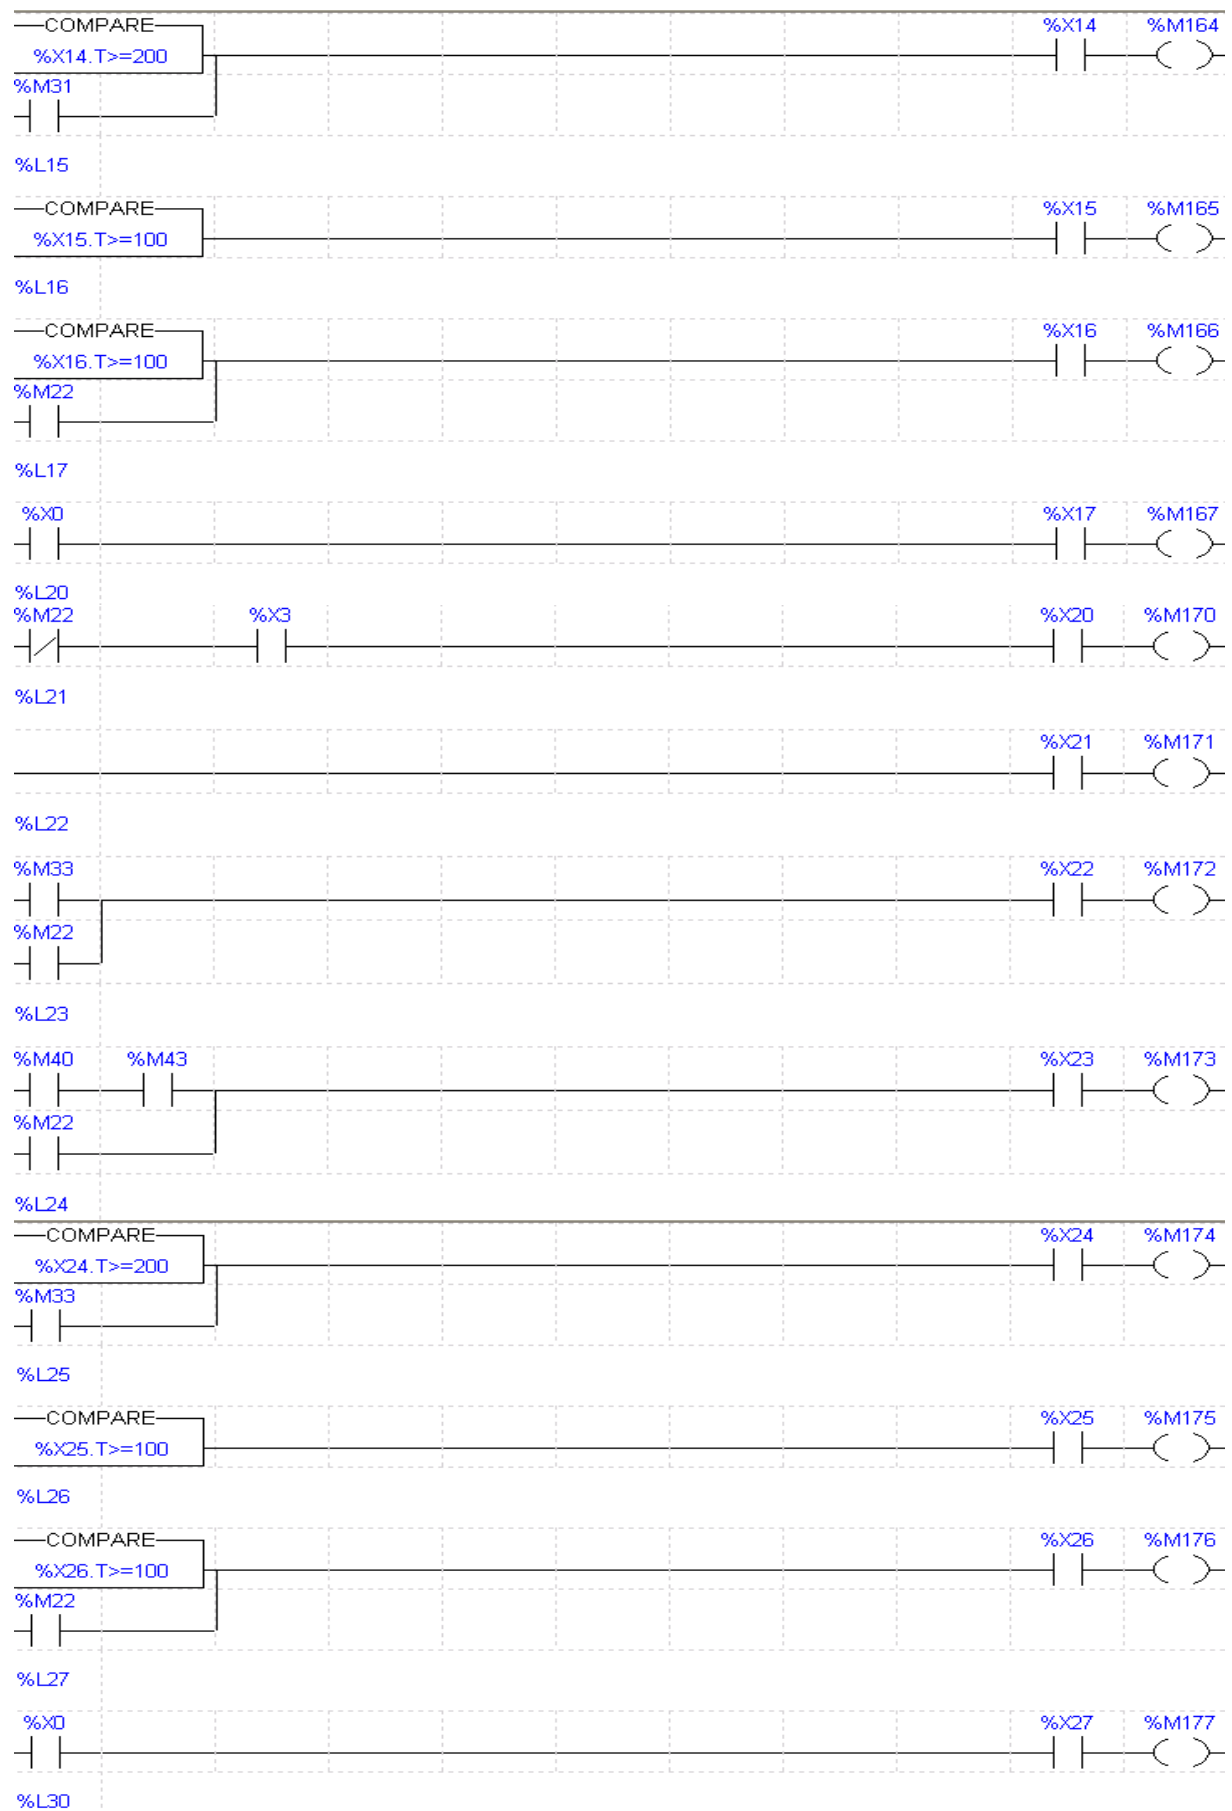 COMPARE %X14 %M164
%X14.T>=200
%M31
%L15
COMPARE %X15 %M165
%X15.T>=100
%L16
COMPARE %X16 %M166
%X16.T>=100
%M22
%L17
%X0 %X17 %M167
%L20
%M22 %X3 %X20 %M170
%L21
%X21 %M171
%L22
%M33 %X22 %M172
%M22
%L23
%M40 %M43 %X23 %M173
%M22
%L24
COMPARE %X24 %M174
%X24.T>=200
%M33
%L25
COMPARE %X25 %M175
%X25.T>=100
%L26
COMPARE %X26 %M176
%X26.T>=100
%M22
%L27
%X0 %X27 %M177
%L30